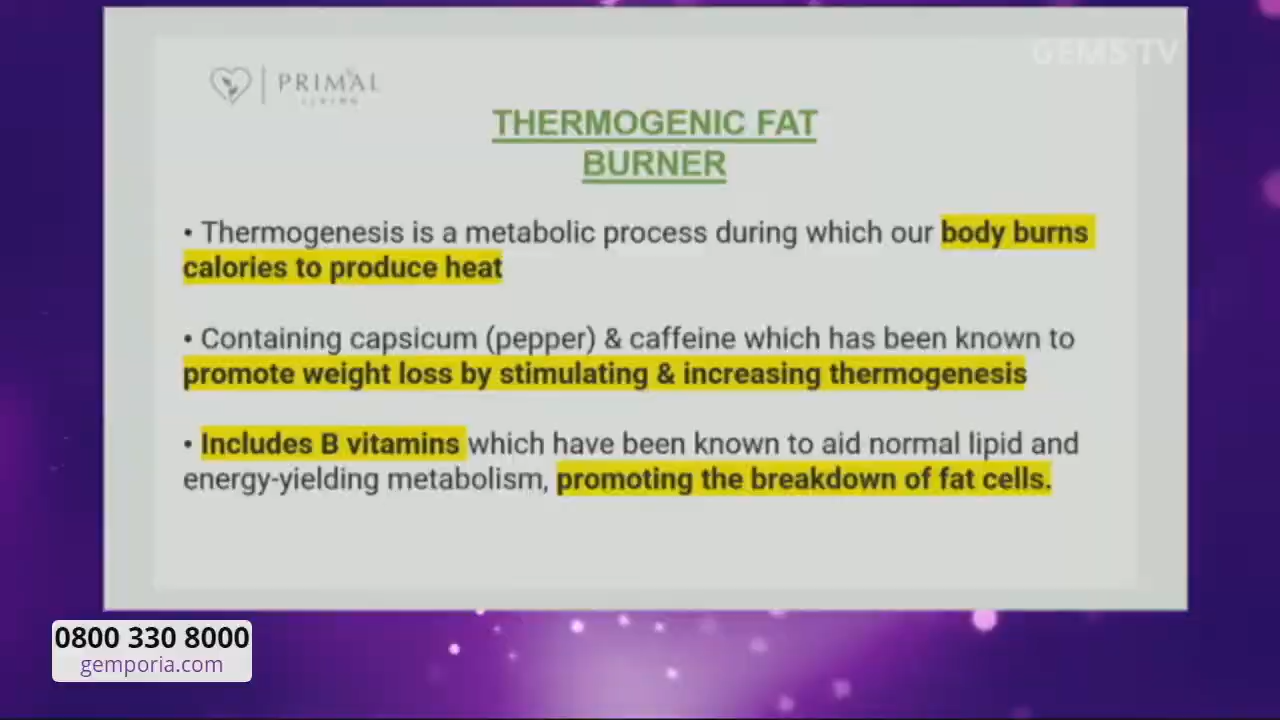 GEMS TV
PRIMAL
LIVING
THERMOGENIC FAT
BURNER
• Thermogenesis is a metabolic process during which our body burns
calories to produce heat
• Containing capsicum (pepper) & caffeine which has been known to
promote weight loss by stimulating & increasing thermogenesis
• Includes B vitamins which have been known to aid normal lipid and
energy-yielding metabolism, promoting the breakdown of fat cells.
0800 330 8000
gemporia.com